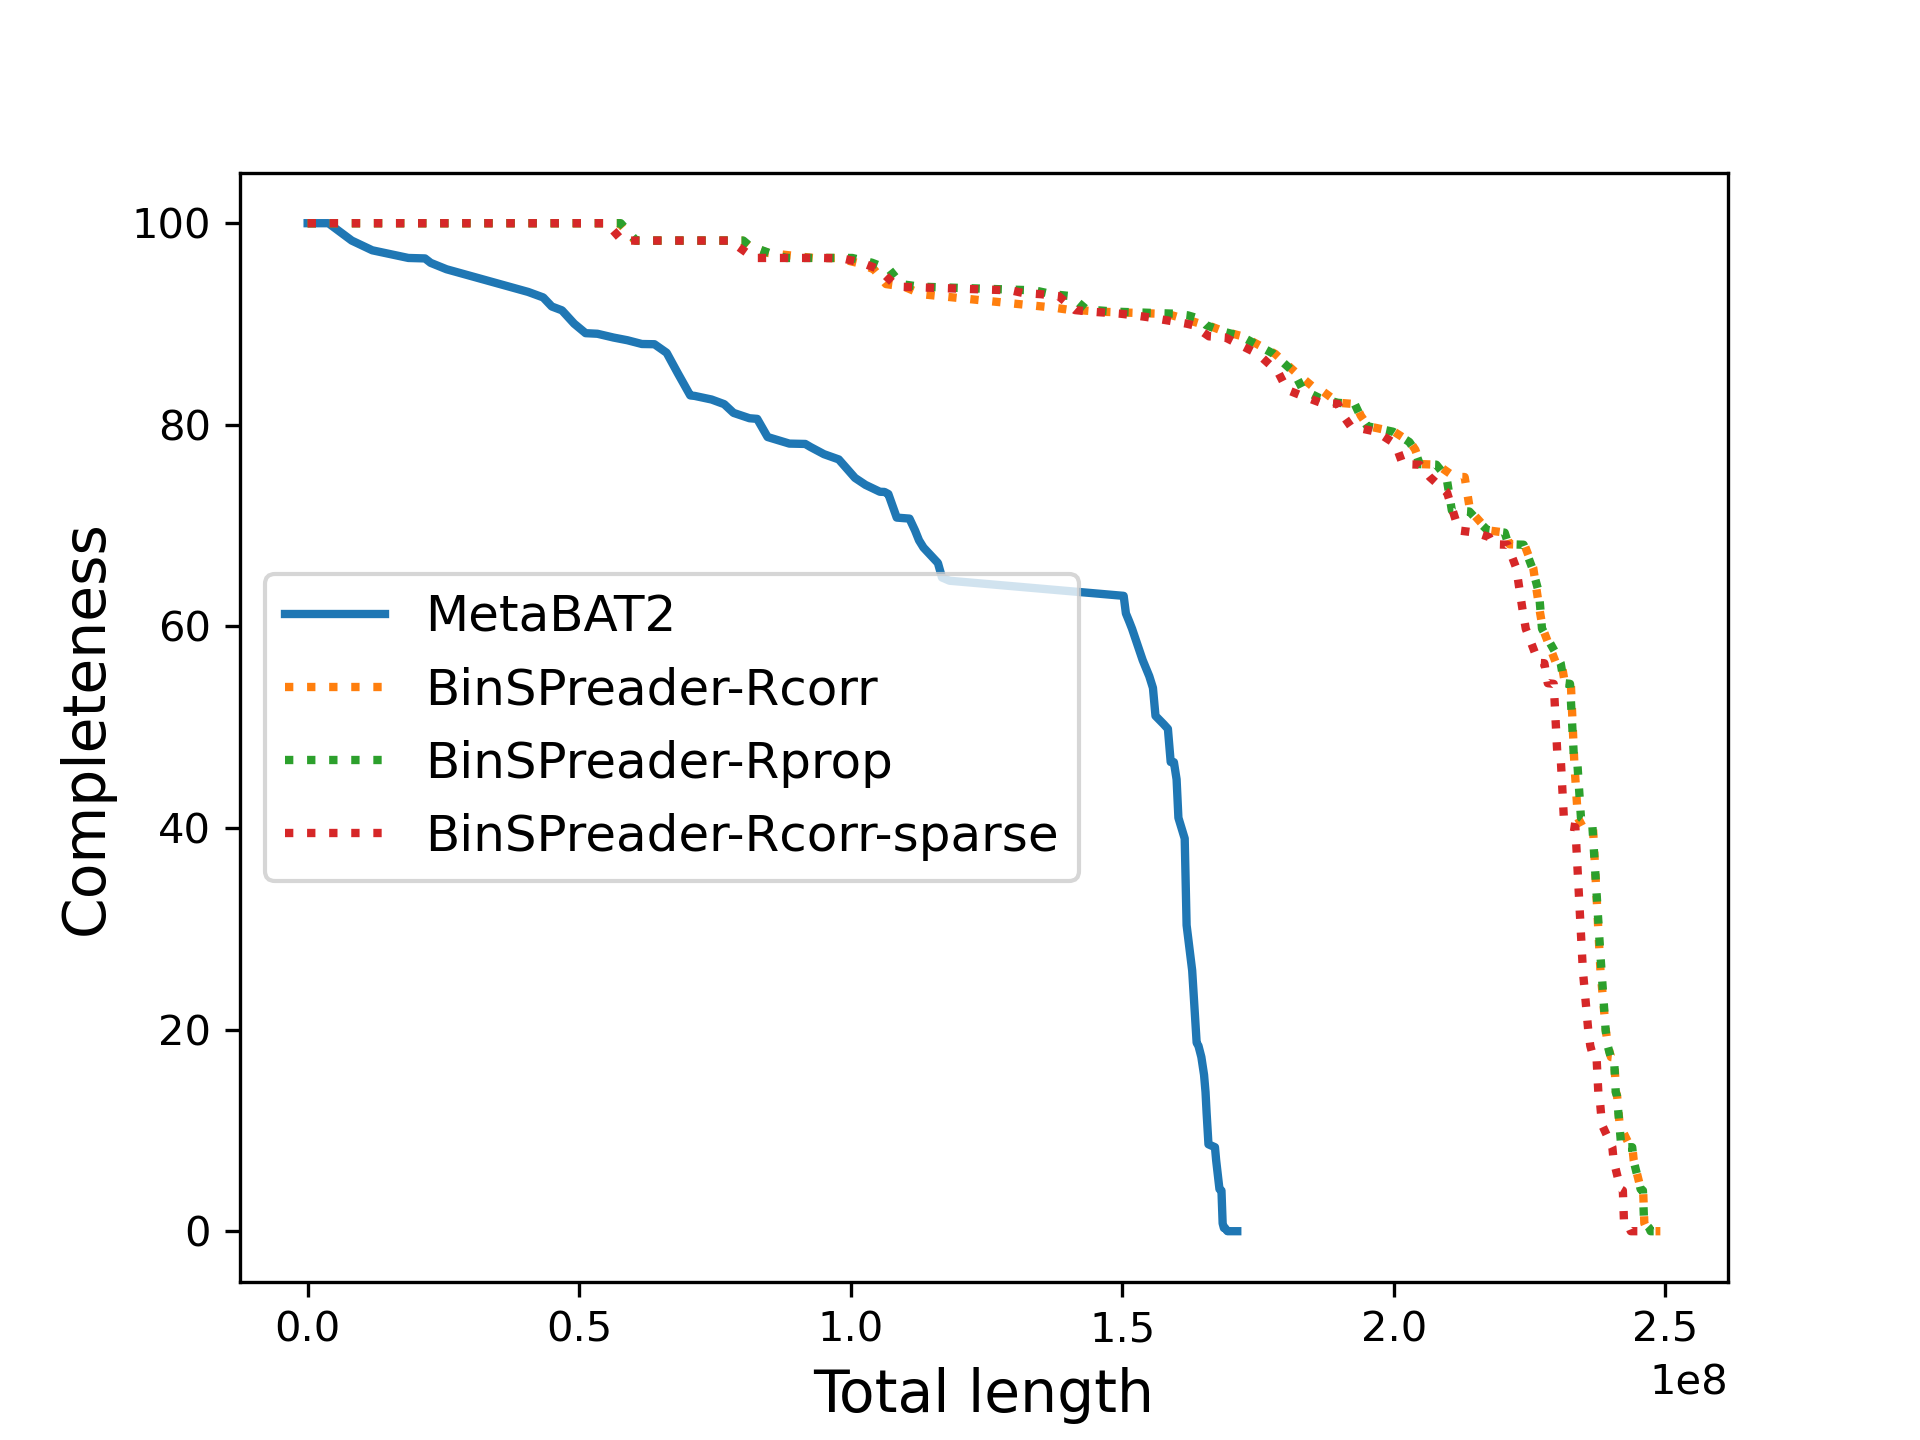 Completeness
100
80
60
40
20
0
MetaBAT2
BinSPreader-Rcorr
BinSPreader-Rprop
BinSPreader-Rcorr-sparse
0.0 0.5 1.0 1.5 2.0 2.5
1e8
Total length